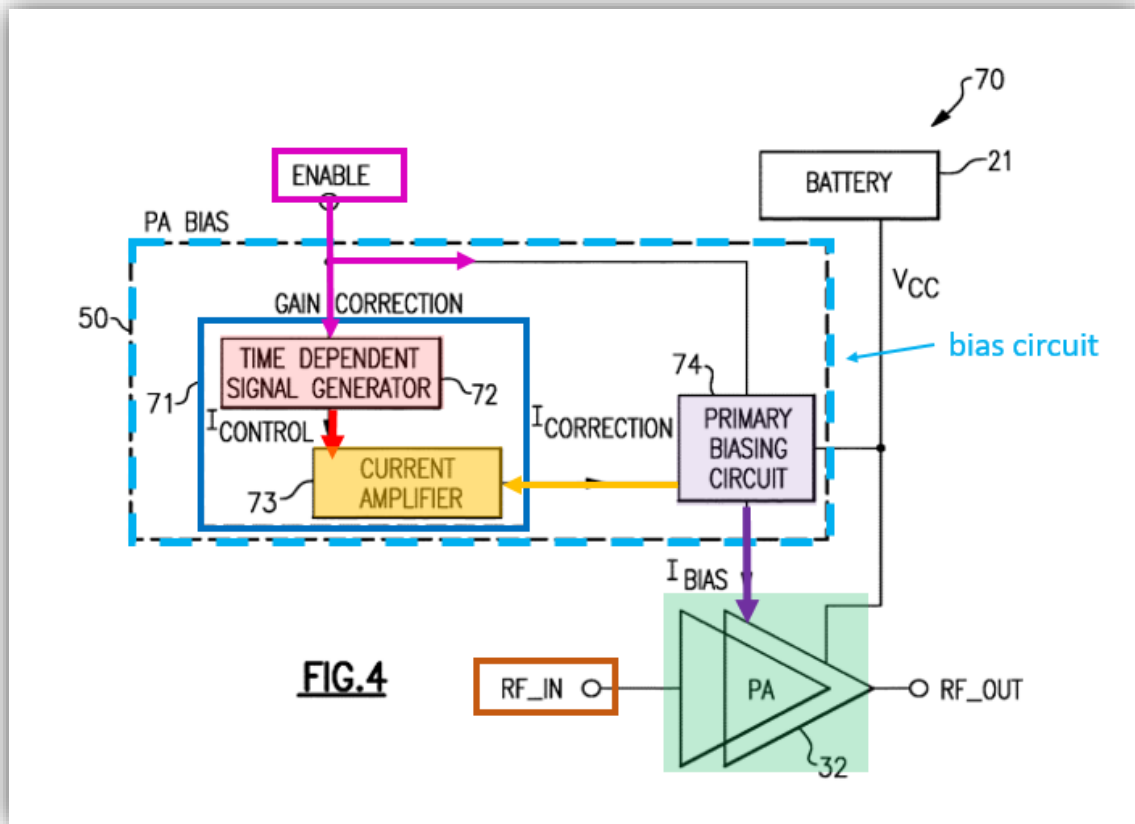 70
ENABLE
BATTERY
21
PA BIAS
VCC
50
GAIN CORRECTION
bias circuit
TIME DEPENDENT
SIGNAL GENERATOR
72
74
71
ICONTROL
ICORRECTION
PRIMARY
BIASING
CIRCUIT
CURRENT
AMPLIFIER
73
IBIAS
FIG.4
RF_IN
PA
RF_OUT
32